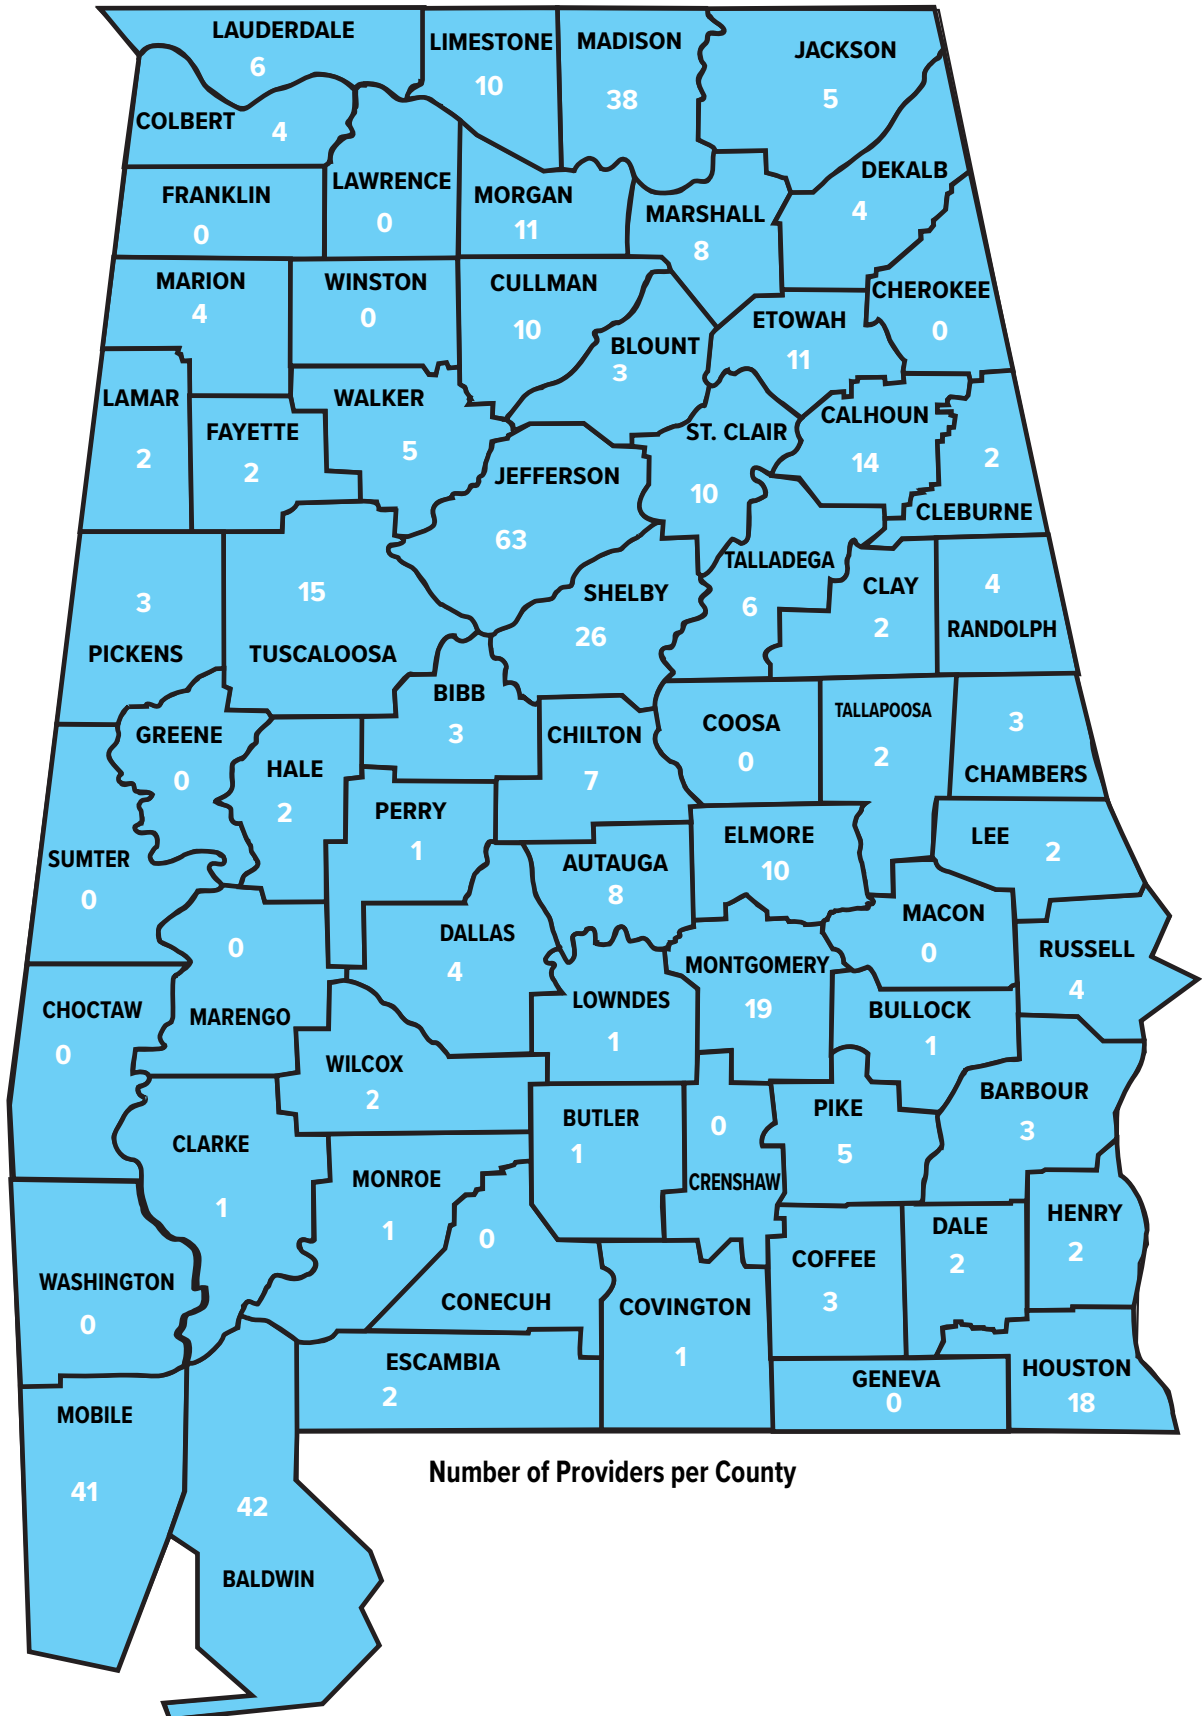 LAUDERDALE
6
LIMESTONE
10
MADISON
38
JACKSON
5
COLBERT
4
FRANKLIN
0
LAWRENCE
0
MORGAN
11
MARSHALL
8
DEKALB
4
MARION
4
WINSTON
0
CULLMAN
10
BLOUNT
3
ETOWAH
11
CHEROKEE
0
LAMAR
2
FAYETTE
2
WALKER
5
JEFFERSON
63
ST. CLAIR
10
CALHOUN
14
2
CLEBURNE
3
PICKENS
15
TUSCALOOSA
SHELBY
26
TALLADEGA
6
CLAY
2
4
RANDOLPH
GREENE
0
HALE
2
BIBB
3
CHILTON
7
COOSA
0
TALLAPOOSA
2
3
CHAMBERS
SUMTER
0
PERRY
1
AUTAUGA
8
ELMORE
10
LEE
2
0
MARENGO
DALLAS
4
LOWNDES
1
MONTGOMERY
19
MACON
0
RUSSELL
4
CHOCTAW
0
WILCOX
2
BULLOCK
1
CLARKE
1
MONROE
1
BUTLER
1
0
CRENSHAW
PIKE
5
BARBOUR
3
WASHINGTON
0
0
CONECUH
COVINGTON
1
COFFEE
3
DALE
2
HENRY
2
ESCAMBIA
2
GENEVA
0
HOUSTON
18
MOBILE
41
42
BALDWIN
Number of Providers per County